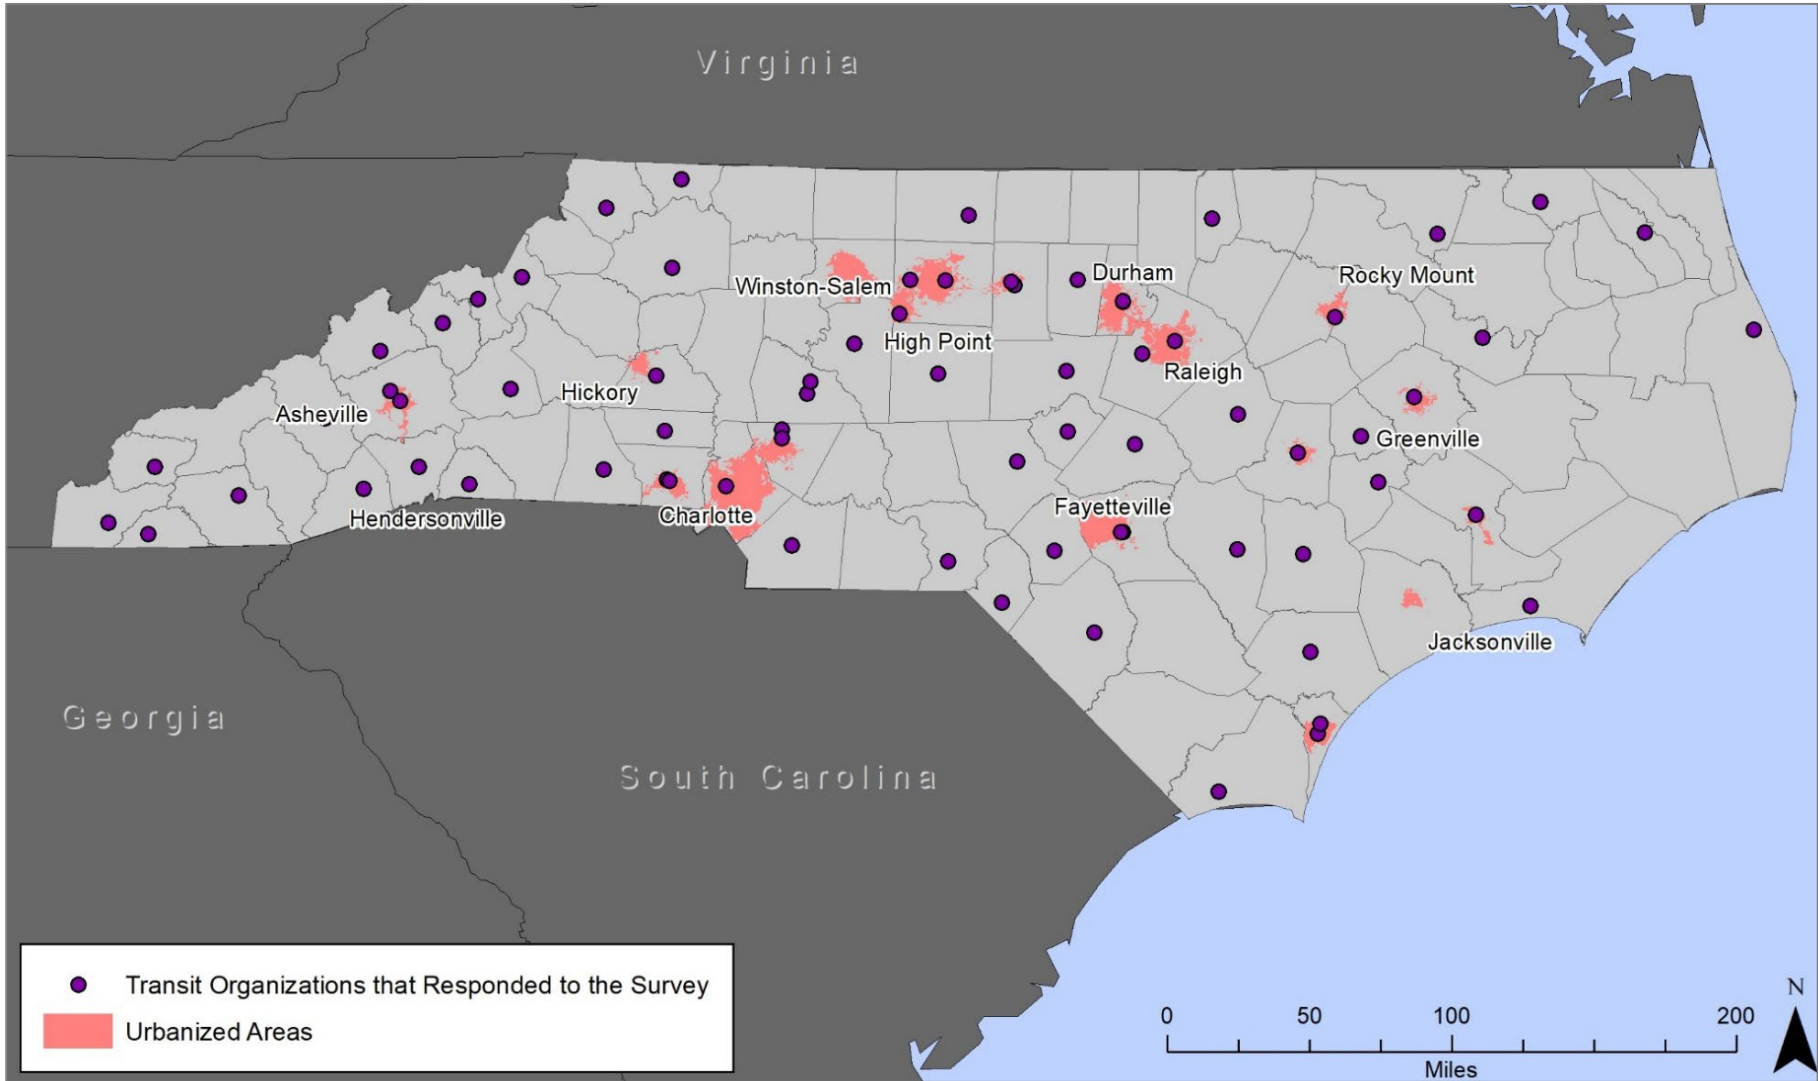 Virginia
Winston-Salem
Durham
Rocky Mount
High Point
Raleigh
Hickory
Asheville
Greenville
Hendersonville
Charlotte
Fayetteville
Jacksonville
Georgia
South Carolina
Transit Organizations that Responded to the Survey
Urbanized Areas
N
0 50 100 200
Miles